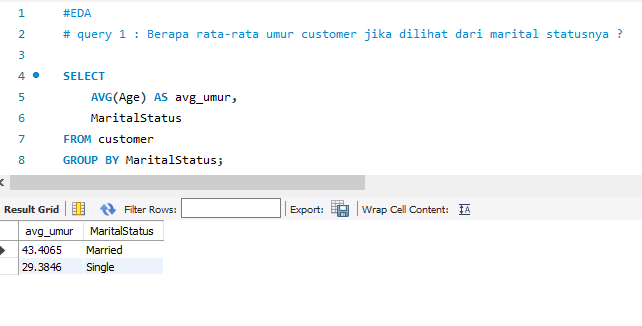 1 #EDA
2 # query 1 : Berapa rata-rata umur customer jika dilihat dari marital statusnya ?
3
4 SELECT
5 AVG(Age) AS avg_umur,
6 MaritalStatus
7 FROM customer
8 GROUP BY MaritalStatus;
Result Grid Filter Rows: Export: Wrap Cell Content:
avg_umur MaritalStatus
43.4065 Married
29.3846 Single